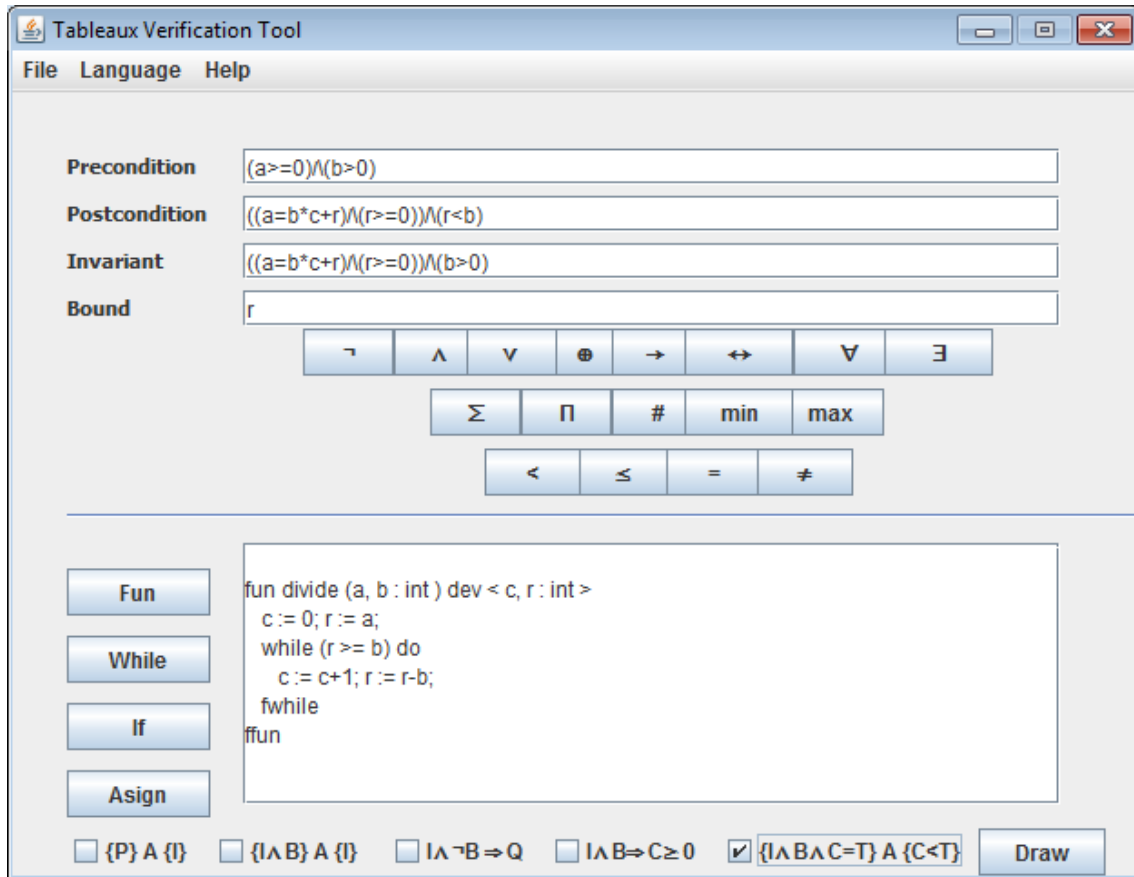 Tableaux Verification Tool
File Language Help
Precondition (a>=0)/\(b>0)
Postcondition ((a=b*c+r)/\(r>=0))/\(r<b)
Invariant ((a=b*c+r)/\(r>=0))/\(b>0)
Bound r
¬ ∧ ∨ ⊕ → ↔ ∀ ∃
Σ Π # min max
< ≤ = ≠
Fun
While
If
Asign
fun divide (a, b : int ) dev < c, r : int >
c := 0; r := a;
while (r >= b) do
c := c+1; r := r-b;
fwhile
ffun
{P} A {I} {I∧B} A {I} I∧¬B⇒Q I∧B⇒C≥0 {I∧B∧C=T} A {C<T} Draw